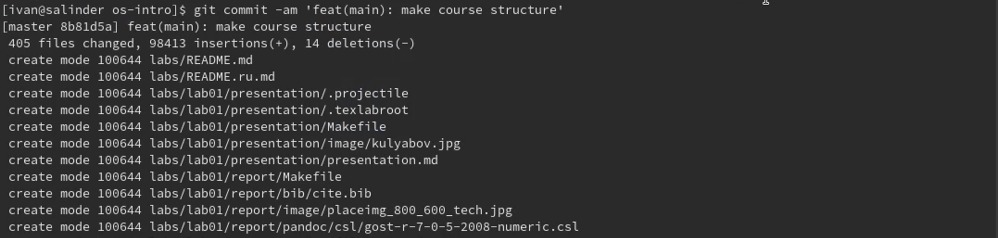 [ivan@salinder os-intro]$ git commit -am 'feat(main): make course structure'
[master 8b81d5a] feat(main): make course structure
 405 files changed, 98413 insertions(+), 14 deletions(-)
 create mode 100644 labs/README.md
 create mode 100644 labs/README.ru.md
 create mode 100644 labs/lab01/presentation/.projectile
 create mode 100644 labs/lab01/presentation/.texlabroot
 create mode 100644 labs/lab01/presentation/Makefile
 create mode 100644 labs/lab01/presentation/image/kulyabov.jpg
 create mode 100644 labs/lab01/presentation/presentation.md
 create mode 100644 labs/lab01/report/Makefile
 create mode 100644 labs/lab01/report/bib/cite.bib
 create mode 100644 labs/lab01/report/image/placeimg_800_600_tech.jpg
 create mode 100644 labs/lab01/report/pandoc/csl/gost-r-7-0-5-2008-numeric.csl